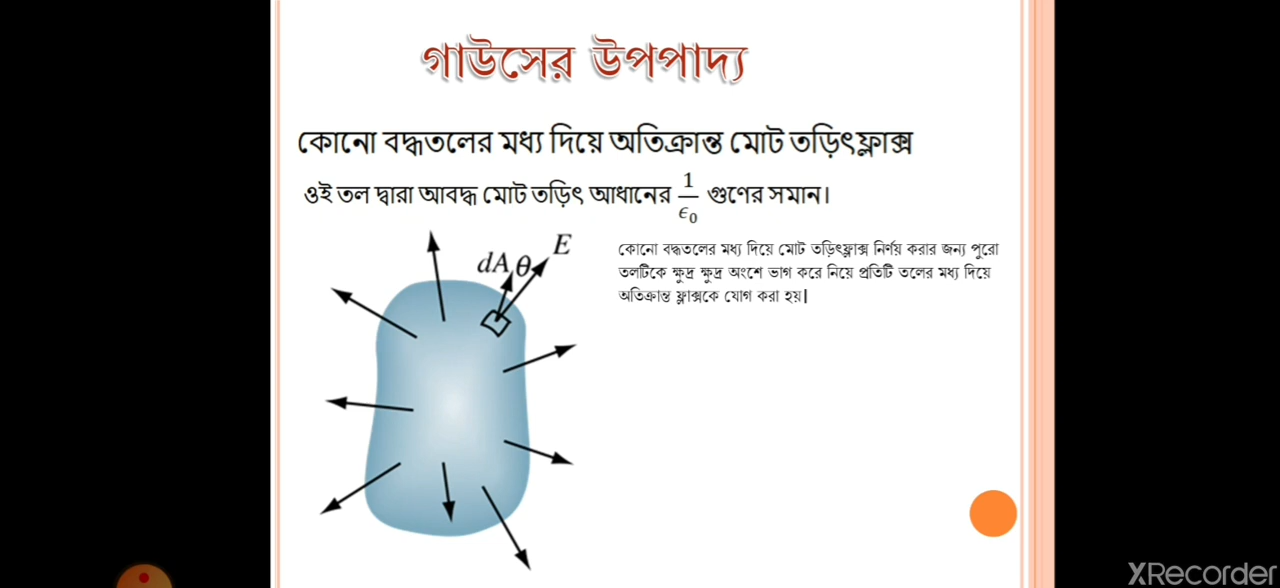 গাউসের উপপাদ্য
কোনো বদ্ধতলের মধ্য দিয়ে অতিক্রান্ত মোট তড়িৎফ্লাক্স
ওই তল দ্বারা আবদ্ধ মোট তড়িৎ আধানের 1/ϵ₀ গুণের সমান।
কোনো বদ্ধতলের মধ্য দিয়ে মোট তড়িৎফ্লাক্স নির্ণয় করার জন্য পুরো
তলটিকে ক্ষুদ্র ক্ষুদ্র অংশে ভাগ করে নিয়ে প্রতিটি তলের মধ্য দিয়ে
অতিক্রান্ত ফ্লাক্সকে যোগ করা হয়।
E
dA θ
XRecorder